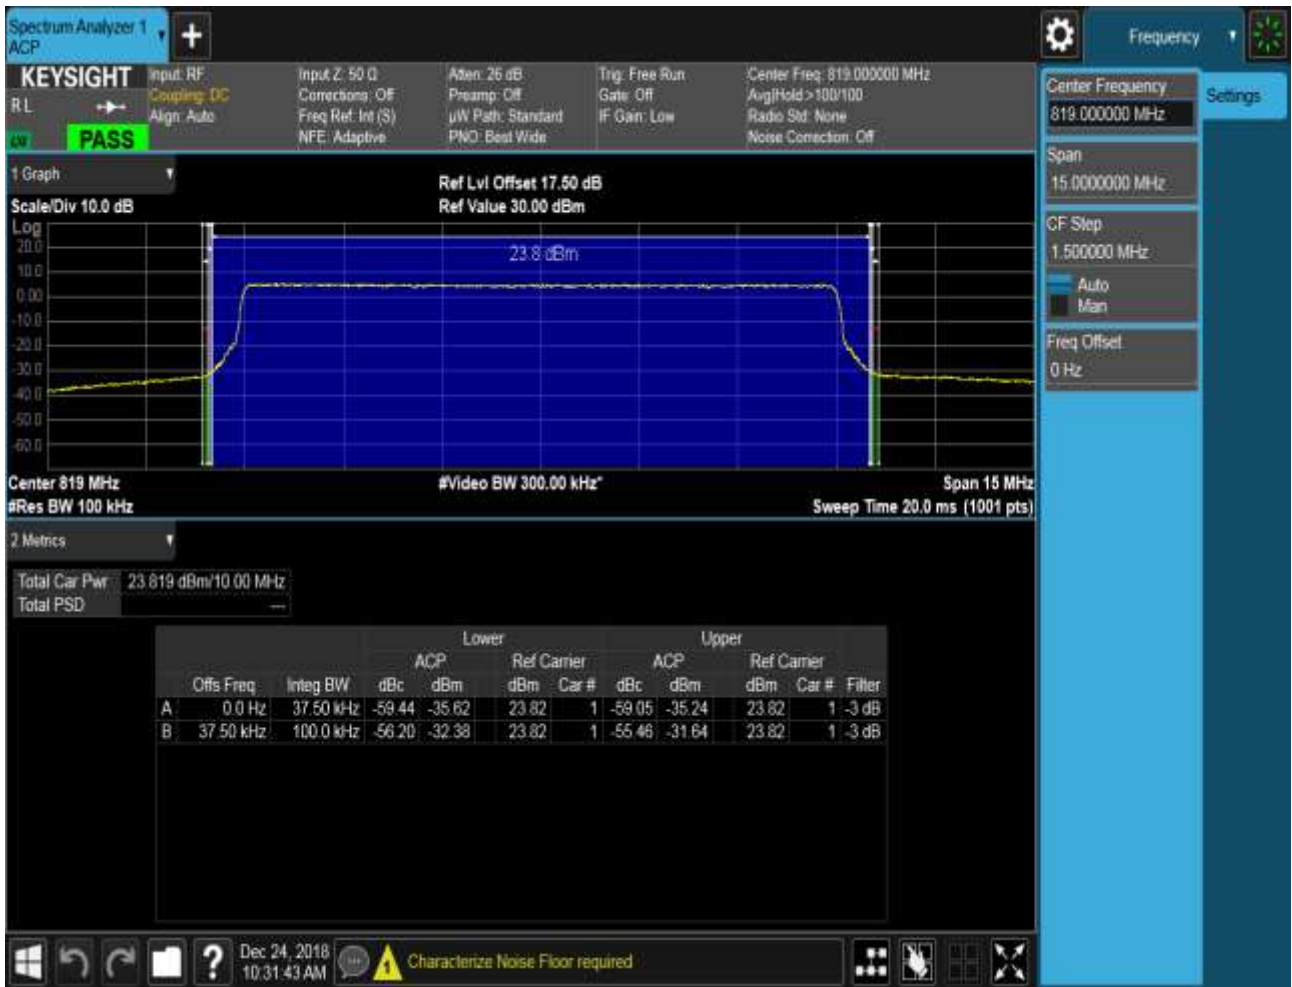 Spectrum Analyzer 1
ACP
Frequency
KEYSIGHT
R L
PASS
Input: RF
Coupling: DC
Align: Auto
Input Z: 50 Ω
Corrections: Off
Freq Ref: Int (S)
NFE: Adaptive
Atten: 26 dB
Preamp: Off
µW Path: Standard
PNO: Best Wide
Trig: Free Run
Gate: Off
IF Gain: Low
Center Freq: 819.000000 MHz
Avg|Hold:>100/100
Radio Std: None
Noise Correction: Off
Center Frequency
819.000000 MHz
Settings
Span
15.0000000 MHz
CF Step
1.500000 MHz
Auto
Man
Freq Offset
0 Hz
1 Graph
Scale/Div 10.0 dB
Ref Lvl Offset 17.50 dB
Ref Value 30.00 dBm
Log
20.0
10.0
0.00
-10.0
-20.0
-30.0
-40.0
-50.0
-60.0
23.8 dBm
Center 819 MHz
#Video BW 300.00 kHz*
Span 15 MHz
#Res BW 100 kHz
Sweep Time 20.0 ms (1001 pts)
2 Metrics
Total Car Pwr 23.819 dBm/10.00 MHz
Total PSD ---
Lower Upper
ACP Ref Carrier ACP Ref Carrier
Offs Freq Integ BW dBc dBm dBm Car # dBc dBm dBm Car # Filter
A 0.0 Hz 37.50 kHz -59.44 -35.62 23.82 1 -59.05 -35.24 23.82 1 -3 dB
B 37.50 kHz 100.0 kHz -56.20 -32.38 23.82 1 -55.46 -31.64 23.82 1 -3 dB
?
Dec 24, 2018
10:31:43 AM
1
Characterize Noise Floor required